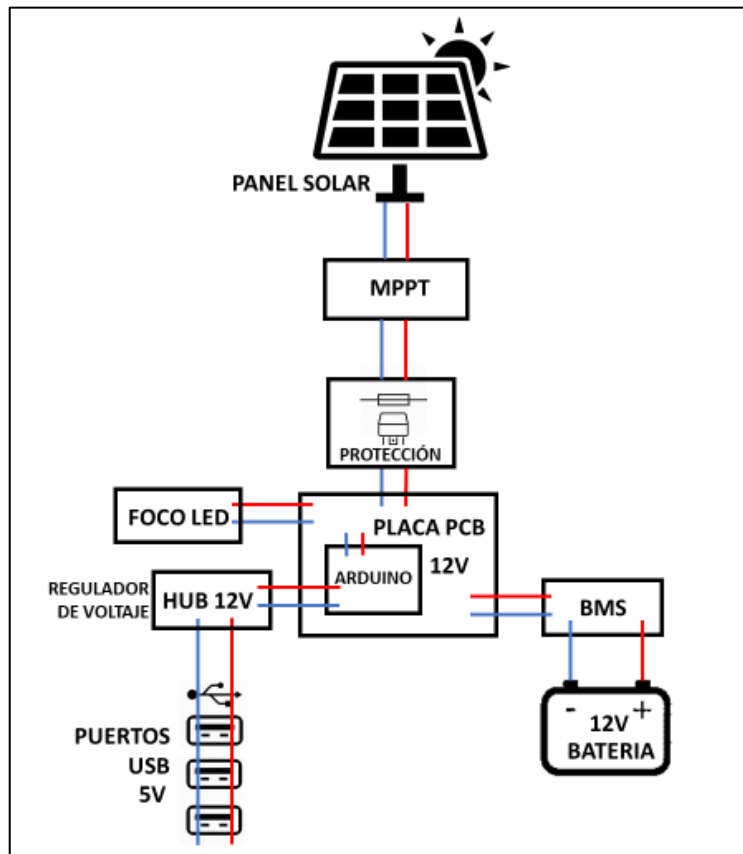 PANEL SOLAR
MPPT
PROTECCIÓN
FOCO LED
PLACA PCB
12V
ARDUINO
REGULADOR
DE VOLTAJE
HUB 12V
BMS
- +
12V
BATERIA
PUERTOS
USB
5V